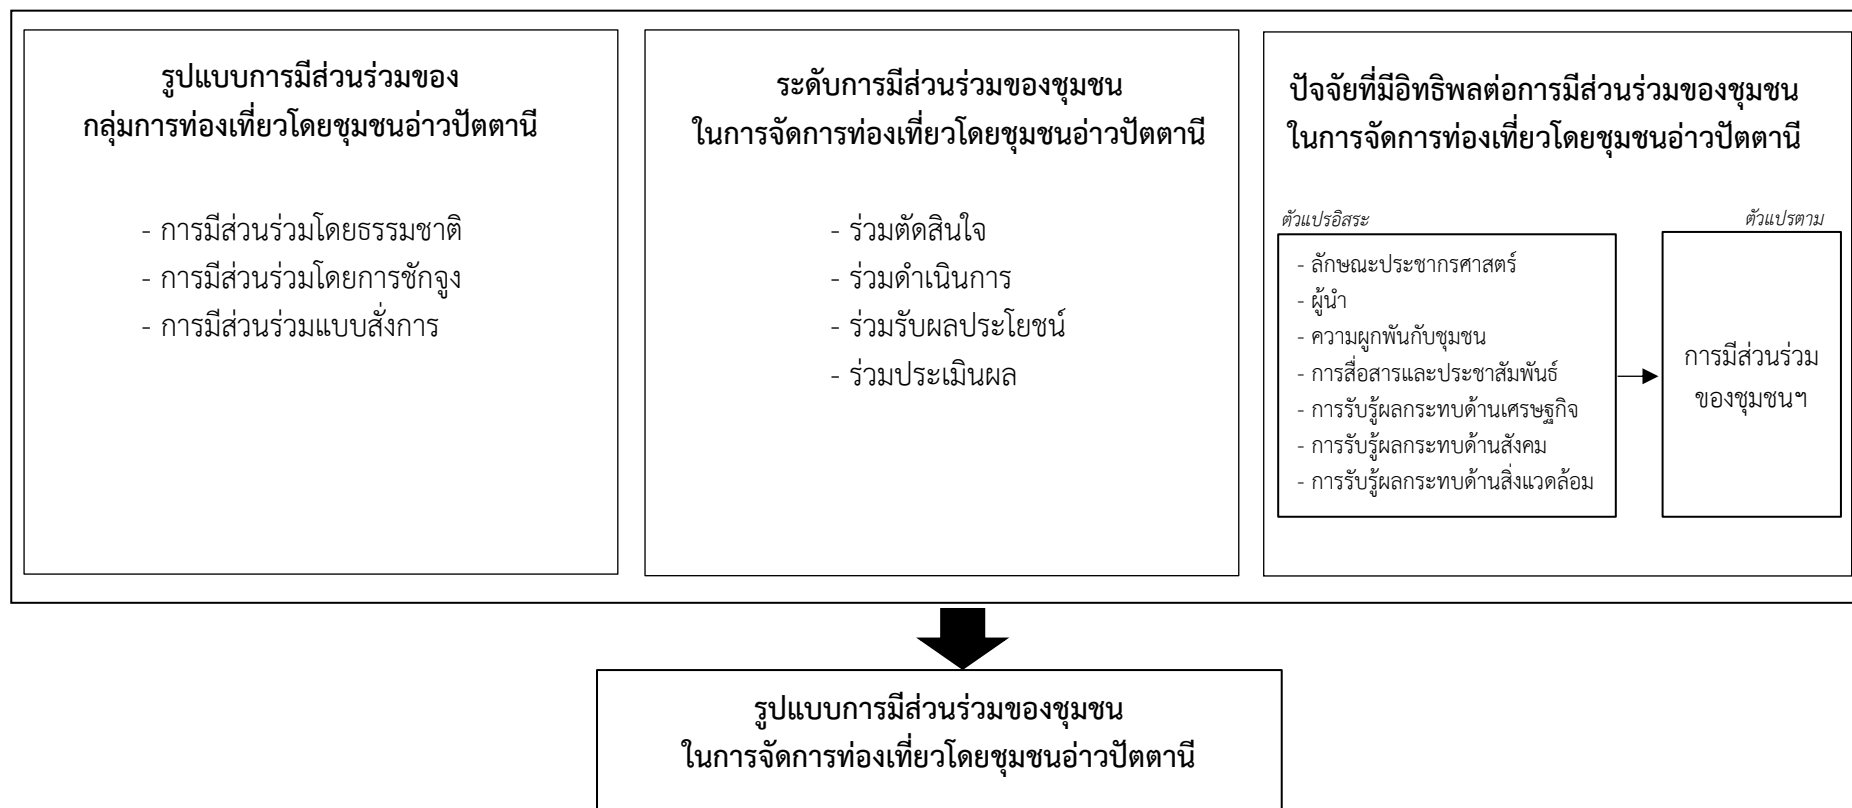 รูปแบบการมีส่วนร่วมของ
กลุ่มการท่องเที่ยวโดยชุมชนอ่าวปัตตานี
- การมีส่วนร่วมโดยธรรมชาติ
- การมีส่วนร่วมโดยการชักจูง
- การมีส่วนร่วมแบบสั่งการ
ระดับการมีส่วนร่วมของชุมชน
ในการจัดการท่องเที่ยวโดยชุมชนอ่าวปัตตานี
- ร่วมตัดสินใจ
- ร่วมดำเนินการ
- ร่วมรับผลประโยชน์
- ร่วมประเมินผล
ปัจจัยที่มีอิทธิพลต่อการมีส่วนร่วมของชุมชน
ในการจัดการท่องเที่ยวโดยชุมชนอ่าวปัตตานี
ตัวแปรอิสระ
- ลักษณะประชากรศาสตร์
- ผู้นำ
- ความผูกพันกับชุมชน
- การสื่อสารและประชาสัมพันธ์
- การรับรู้ผลกระทบด้านเศรษฐกิจ
- การรับรู้ผลกระทบด้านสังคม
- การรับรู้ผลกระทบด้านสิ่งแวดล้อม
ตัวแปรตาม
การมีส่วนร่วม
ของชุมชนฯ
รูปแบบการมีส่วนร่วมของชุมชน
ในการจัดการท่องเที่ยวโดยชุมชนอ่าวปัตตานี